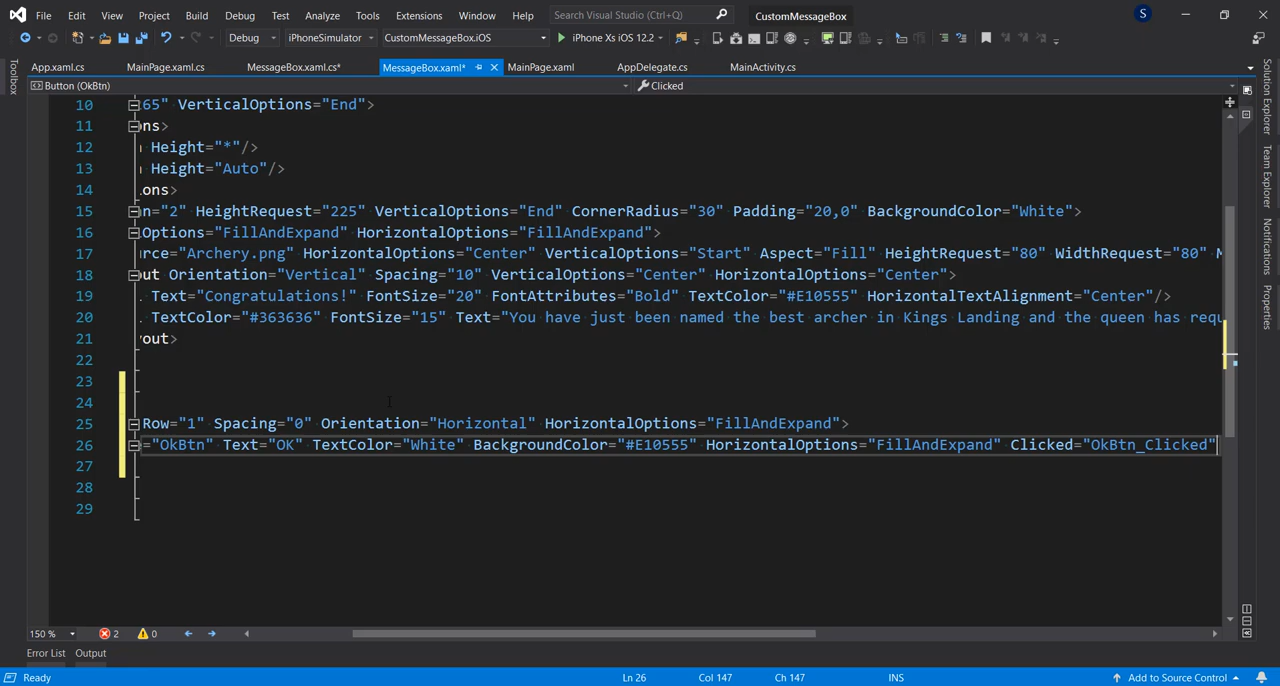 File Edit View Project Build Debug Test Analyze Tools Extensions Window Help Search Visual Studio (Ctrl+Q) CustomMessageBox S
Debug iPhoneSimulator CustomMessageBox.iOS iPhone Xs iOS 12.2
App.xaml.cs MainPage.xaml.cs MessageBox.xaml.cs* MessageBox.xaml* MainPage.xaml AppDelegate.cs MainActivity.cs
Button (OkBtn) Clicked
10 65" VerticalOptions="End">
11 ns>
12 Height="*"/>
13 Height="Auto"/>
14 ons>
15 n="2" HeightRequest="225" VerticalOptions="End" CornerRadius="30" Padding="20,0" BackgroundColor="White">
16 Options="FillAndExpand" HorizontalOptions="FillAndExpand">
17 rce="Archery.png" HorizontalOptions="Center" VerticalOptions="Start" Aspect="Fill" HeightRequest="80" WidthRequest="80" M
18 out Orientation="Vertical" Spacing="10" VerticalOptions="Center" HorizontalOptions="Center">
19 Text="Congratulations!" FontSize="20" FontAttributes="Bold" TextColor="#E10555" HorizontalTextAlignment="Center"/>
20 TextColor="#363636" FontSize="15" Text="You have just been named the best archer in Kings Landing and the queen has requ
21 yout>
22
23
24
25 Row="1" Spacing="0" Orientation="Horizontal" HorizontalOptions="FillAndExpand">
26 ="OkBtn" Text="OK" TextColor="White" BackgroundColor="#E10555" HorizontalOptions="FillAndExpand" Clicked="OkBtn_Clicked"
27
28
29
150 % 2 0
Error List Output
Ready Ln 26 Col 147 Ch 147 INS Add to Source Control
Toolbox
Solution Explorer
Team Explorer
Notifications
Properties